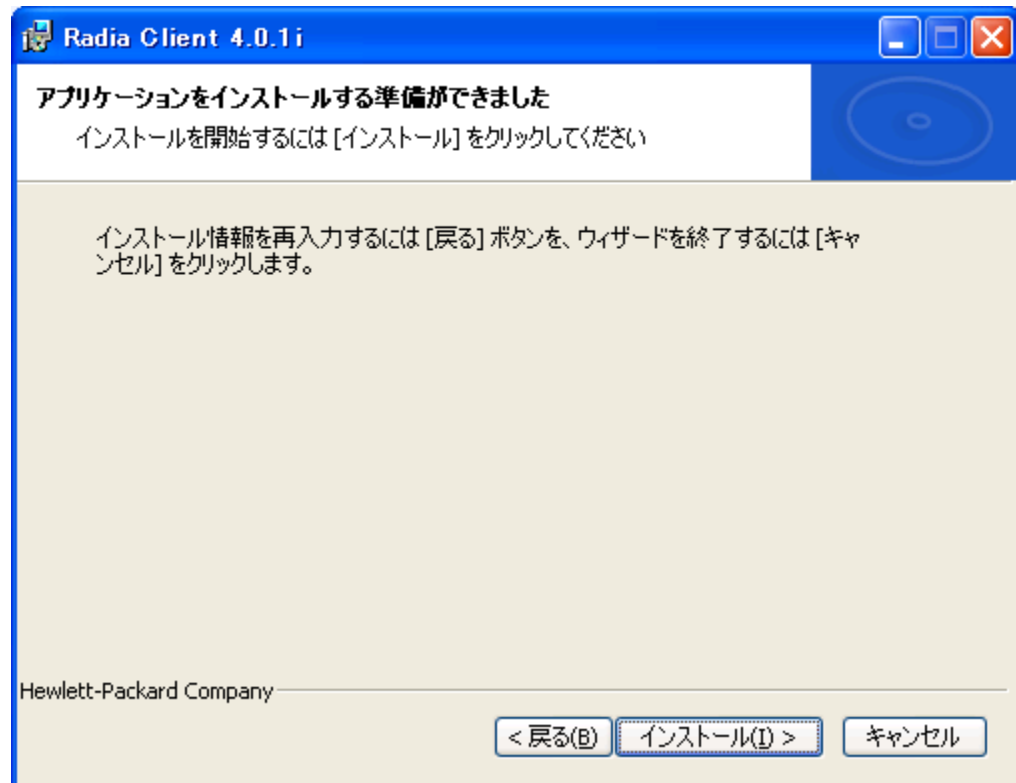 Radia Client 4.0.1i
アプリケーションをインストールする準備ができました
インストールを開始するには [インストール] をクリックしてください
インストール情報を再入力するには [戻る] ボタンを、ウィザードを終了するには [キャ
ンセル] をクリックします。
Hewlett-Packard Company
< 戻る(B) インストール(I) > キャンセル